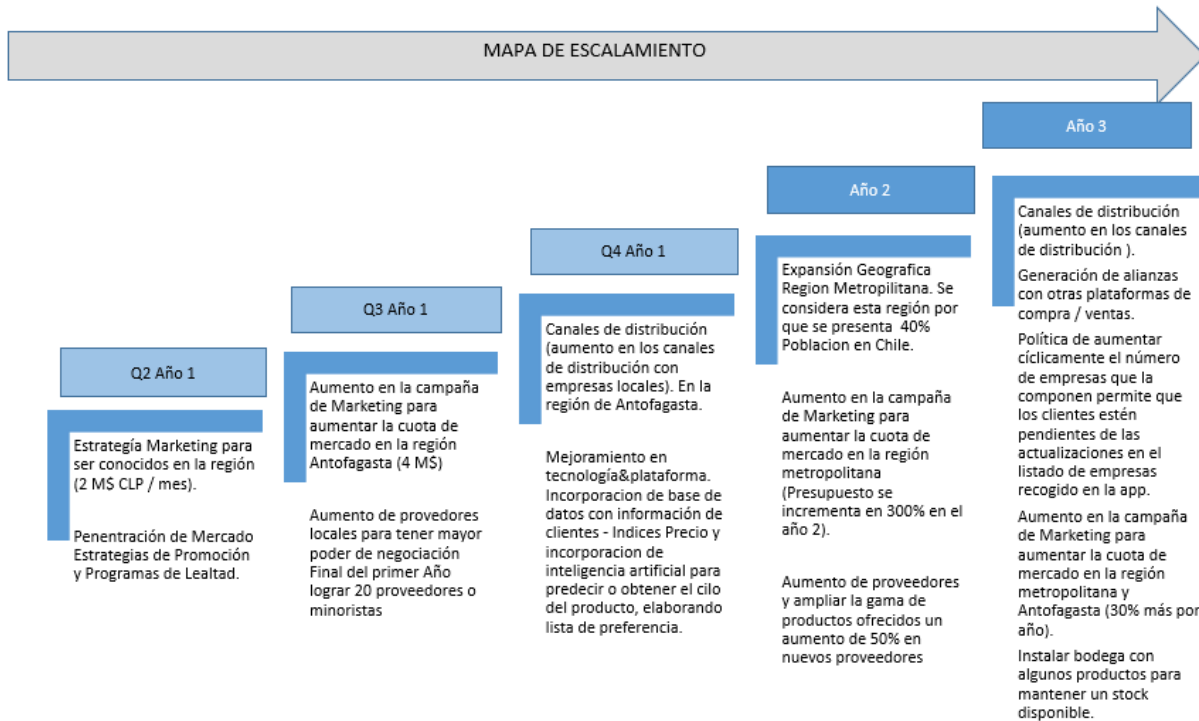 MAPA DE ESCALAMIENTO
Q2 Año 1
Estrategía Marketing para
ser conocidos en la región
(2 M$ CLP / mes).
Penentración de Mercado
Estrategias de Promoción
y Programas de Lealtad.
Q3 Año 1
Aumento en la campaña
de Marketing para
aumentar la cuota de
mercado en la región
Antofagasta (4 M$)
Aumento de provedores
locales para tener mayor
poder de negociación
Final del primer Año
lograr 20 proveedores o
minoristas
Q4 Año 1
Canales de distribución
(aumento en los canales
de distribución con
empresas locales). En la
región de Antofagasta.
Mejoramiento en
tecnología&plataforma.
Incorporacion de base de
datos con información de
clientes - Indices Precio y
incorporacion de
inteligencia artificial para
predecir o obtener el cilo
del producto, elaborando
lista de preferencia.
Año 2
Expansión Geografica
Region Metropilitana. Se
considera esta región por
que se presenta 40%
Poblacion en Chile.
Aumento en la campaña
de Marketing para
aumentar la cuota de
mercado en la región
metropolitana
(Presupuesto se
incrementa en 300% en el
año 2).
Aumento de proveedores
y ampliar la gama de
productos ofrecidos un
aumento de 50% en
nuevos proveedores
Año 3
Canales de distribución
(aumento en los canales
de distribución ).
Generación de alianzas
con otras plataformas de
compra / ventas.
Política de aumentar
cíclicamente el número
de empresas que la
componen permite que
los clientes estén
pendientes de las
actualizaciones en el
listado de empresas
recogido en la app.
Aumento en la campaña
de Marketing para
aumentar la cuota de
mercado en la región
metropolitana y
Antofagasta (30% más por
año).
Instalar bodega con
algunos productos para
mantener un stock
disponible.